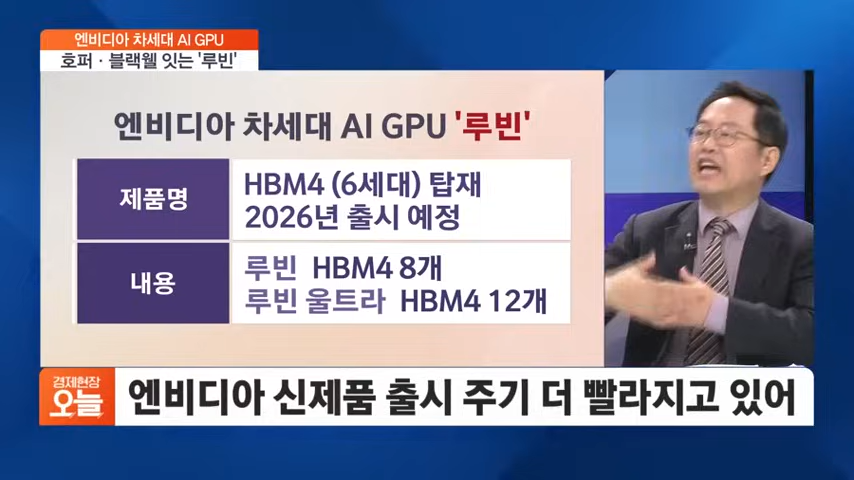 엔비디아 차세대 AI GPU
호퍼·블랙웰 잇는 '루빈'
엔비디아 차세대 AI GPU '루빈'
제품명
HBM4 (6세대) 탑재
2026년 출시 예정
내용
루빈 HBM4 8개
루빈 울트라 HBM4 12개
경제현장
오늘
엔비디아 신제품 출시 주기 더 빨라지고 있어